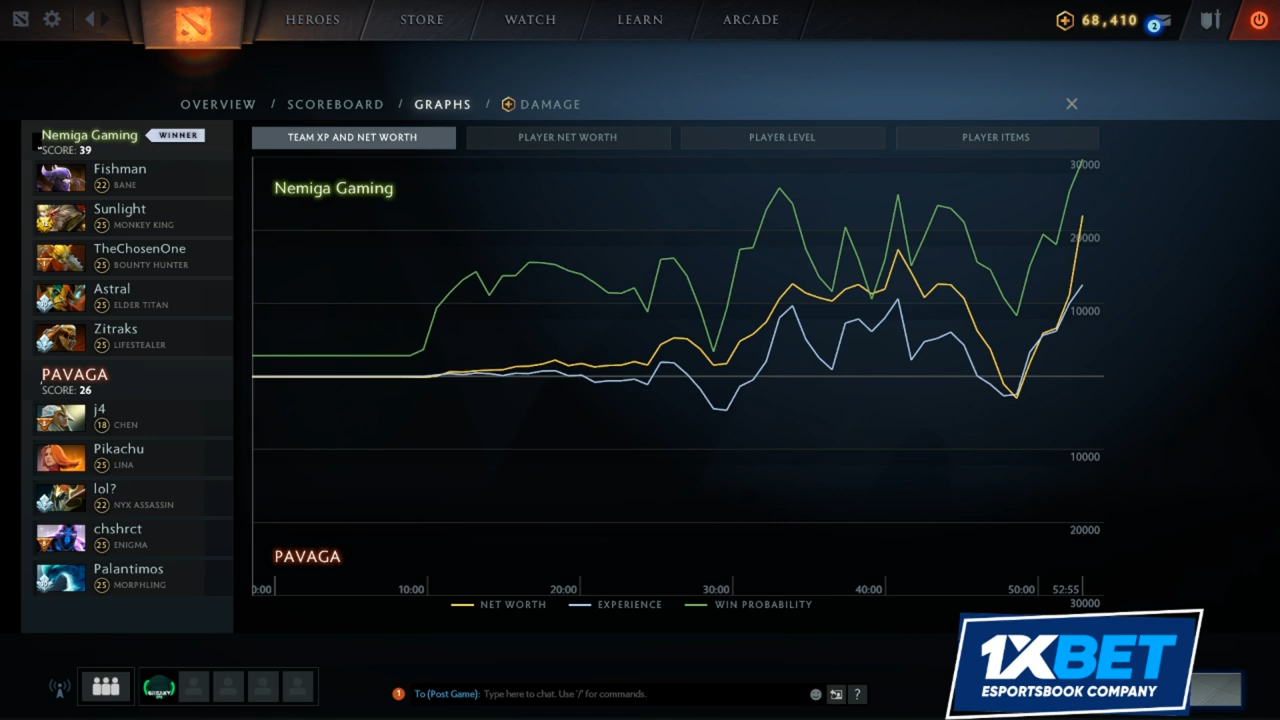 HEROES
STORE
WATCH
LEARN
ARCADE
68,410
2
OVERVIEW / SCOREBOARD / GRAPHS / DAMAGE
Nemiga Gaming WINNER
SCORE: 39
Fishman
22 BANE
Sunlight
25 MONKEY KING
TheChosenOne
25 BOUNTY HUNTER
Astral
25 ELDER TITAN
Zitraks
25 LIFESTEALER
PAVAGA
SCORE: 26
j4
18 CHEN
Pikachu
25 LINA
lol?
22 NYX ASSASSIN
chshrct
25 ENIGMA
Palantimos
25 MORPHLING
TEAM XP AND NET WORTH
PLAYER NET WORTH
PLAYER LEVEL
PLAYER ITEMS
Nemiga Gaming
30000
20000
10000
10000
20000
30000
PAVAGA
0:00
10:00
20:00
30:00
40:00
50:00
52:55
NET WORTH
EXPERIENCE
WIN PROBABILITY
1 To (Post Game): Type here to chat. Use '/' for commands.
?
1XBET
ESPORTSBOOK COMPANY